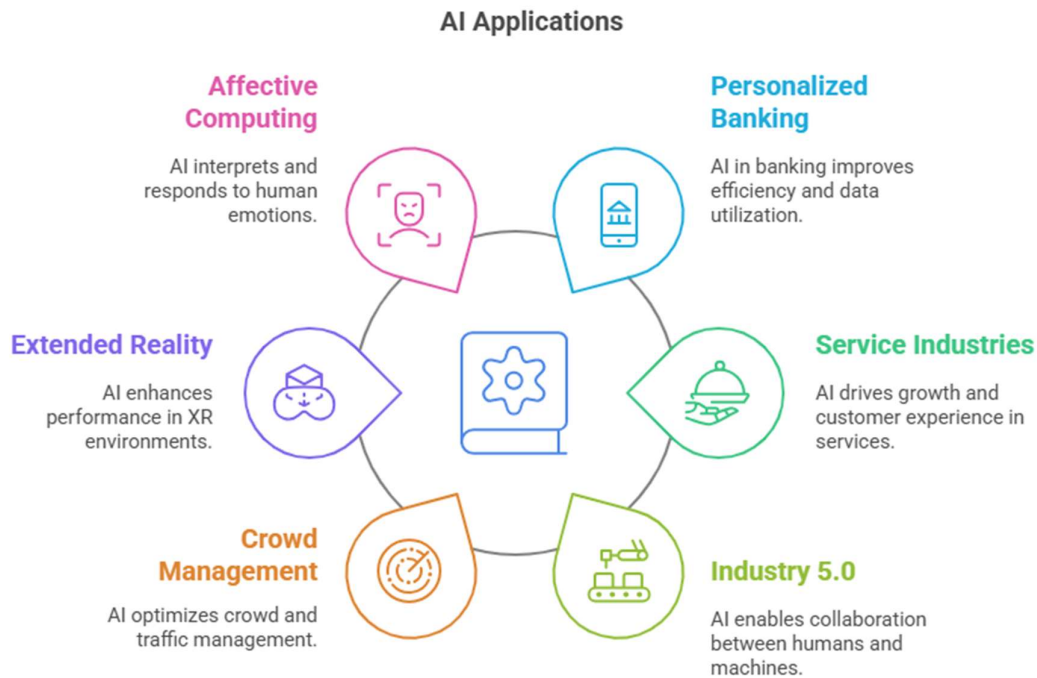 AI Applications
Affective
Computing
AI interprets and
responds to human
emotions.
Personalized
Banking
AI in banking improves
efficiency and data
utilization.
Extended Reality
AI enhances
performance in XR
environments.
Service Industries
AI drives growth and
customer experience in
services.
Crowd
Management
AI optimizes crowd and
traffic management.
Industry 5.0
AI enables collaboration
between humans and
machines.